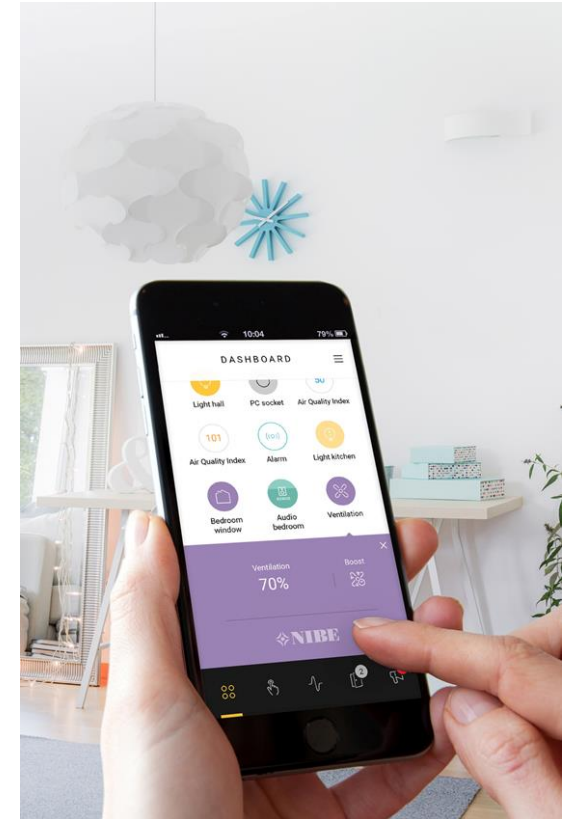 10:04
79%
DASHBOARD
Light hall
PC socket
50
Air Quality Index
101
Air Quality Index
Alarm
Light kitchen
Bedroom
window
Audio
bedroom
Ventilation
Ventilation
70%
Boost
NIBE
2